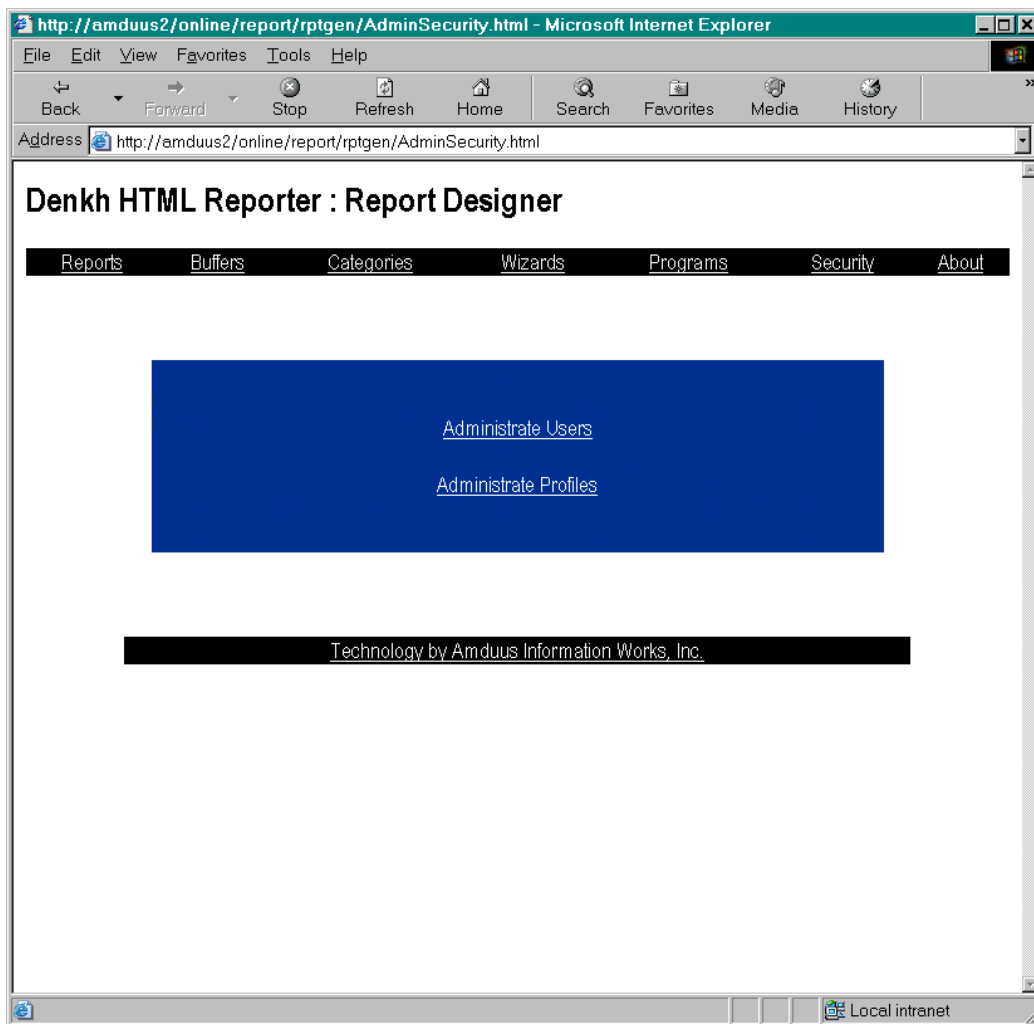 http://amduus2/online/report/rptgen/AdminSecurity.html - Microsoft Internet Explorer
File Edit View Favorites Tools Help
Back Forward Stop Refresh Home Search Favorites Media History »
Address http://amduus2/online/report/rptgen/AdminSecurity.html
Denkh HTML Reporter : Report Designer
Reports Buffers Categories Wizards Programs Security About
Administrate Users
Administrate Profiles
Technology by Amduus Information Works, Inc.
Local intranet